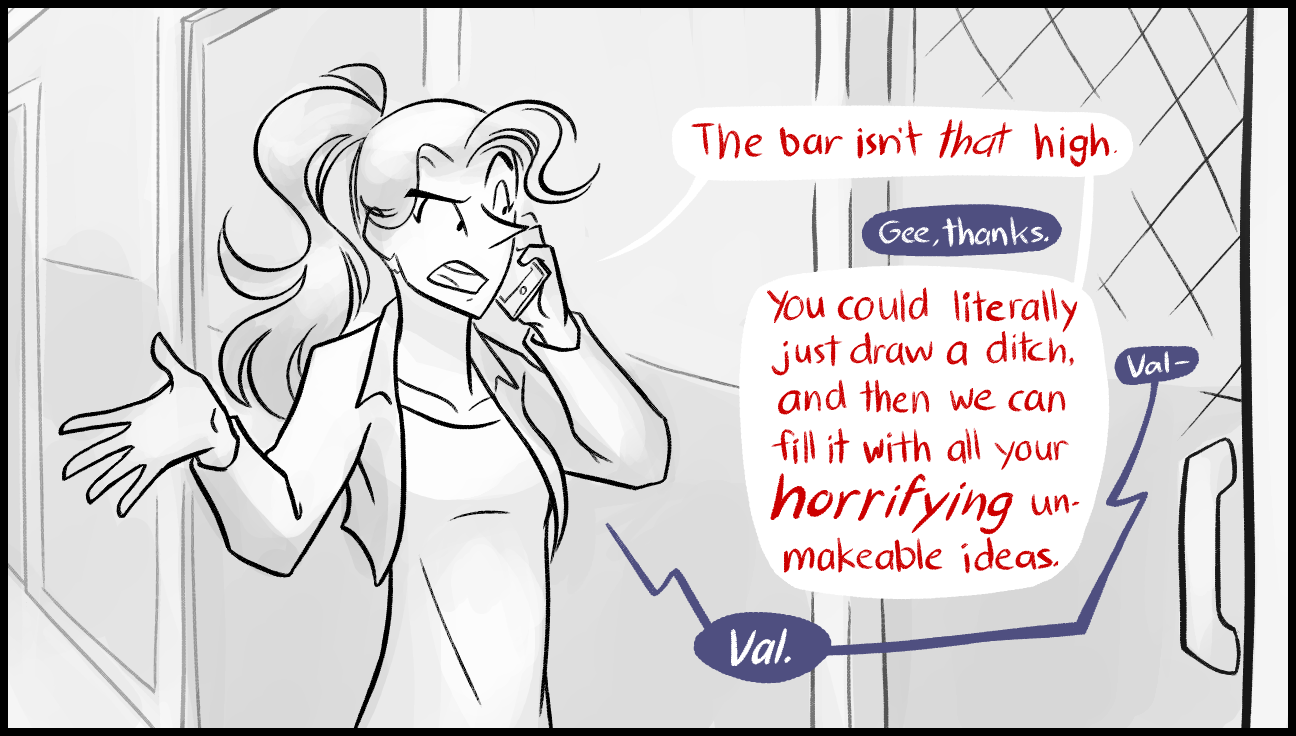 The bar isn't that high.
Gee, thanks.
You could literally
just draw a ditch,
and then we can
fill it with all your
horrifying un-
makeable ideas.
Val-
Val.